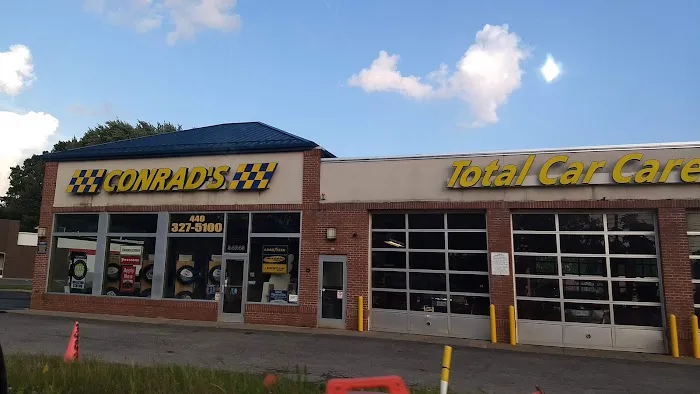 CONRAD'S
Total Car Care
440
327-5100